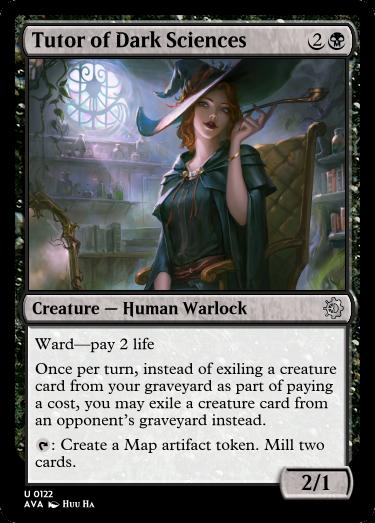 Tutor of Dark Sciences 2
Creature — Human Warlock
Ward—pay 2 life
Once per turn, instead of exiling a creature
card from your graveyard as part of paying
a cost, you may exile a creature card from
an opponent's graveyard instead.
: Create a Map artifact token. Mill two
cards.
2/1
U 0122
AVA Huu Ha